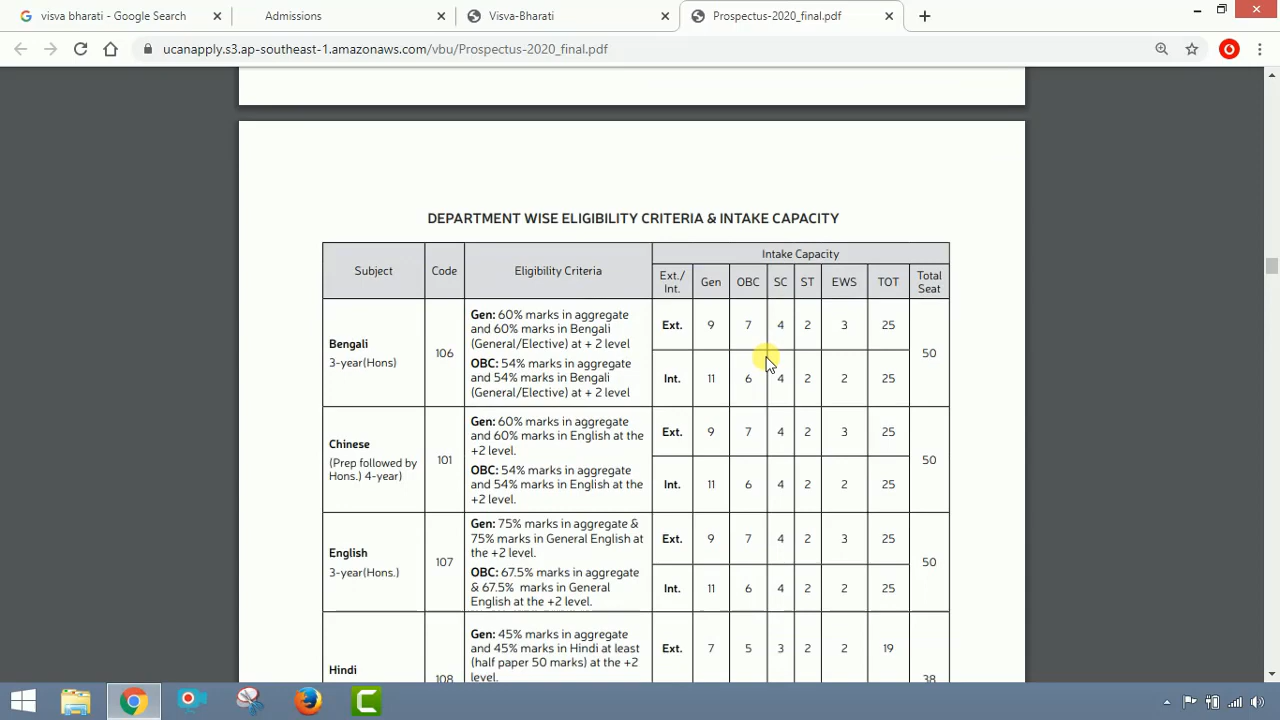 visva bharati - Google Search
Admissions
Visva-Bharati
Prospectus-2020_final.pdf
ucanapply.s3.ap-southeast-1.amazonaws.com/vbu/Prospectus-2020_final.pdf
DEPARTMENT WISE ELIGIBILITY CRITERIA & INTAKE CAPACITY
Subject
Code
Eligibility Criteria
Intake Capacity
Ext./
Int.
Gen
OBC
SC
ST
EWS
TOT
Total
Seat
Bengali
3-year(Hons)
106
Gen: 60% marks in aggregate
and 60% marks in Bengali
(General/Elective) at + 2 level
OBC: 54% marks in aggregate
and 54% marks in Bengali
(General/Elective) at + 2 level
Ext. 9 7 4 2 3 25
Int. 11 6 4 2 2 25
50
Chinese
(Prep followed by
Hons.) 4-year)
101
Gen: 60% marks in aggregate
and 60% marks in English at the
+2 level.
OBC: 54% marks in aggregate
and 54% marks in English at the
+2 level.
Ext. 9 7 4 2 3 25
Int. 11 6 4 2 2 25
50
English
3-year(Hons.)
107
Gen: 75% marks in aggregate &
75% marks in General English at
the +2 level.
OBC: 67.5% marks in aggregate
& 67.5% marks in General
English at the +2 level.
Ext. 9 7 4 2 3 25
Int. 11 6 4 2 2 25
50
Hindi
108
Gen: 45% marks in aggregate
and 45% marks in Hindi at least
(half paper 50 marks) at the +2
level.
Ext. 7 5 3 2 2 19
38